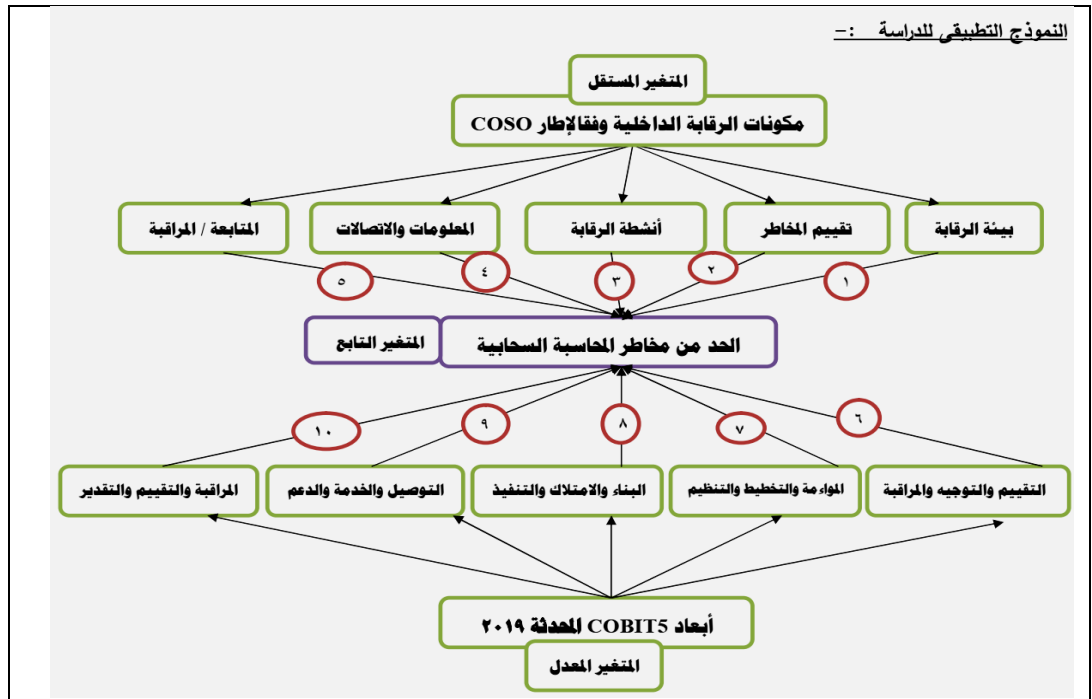 النموذج التطبيقى للدراسة :-
المتغير المستقل
مكونات الرقابة الداخلية وفقالإطار COSO
بيئة الرقابة
تقييم المخاطر
أنشطة الرقابة
المعلومات والاتصالات
المتابعة / المراقبة
١
٢
٣
٤
٥
الحد من مخاطر المحاسبة السحابية
المتغير التابع
٦
٧
٨
٩
١٠
التقييم والتوجيه والمراقبة
المواءمة والتخطيط والتنظيم
البناء والامتلاك والتنفيذ
التوصيل والخدمة والدعم
المراقبة والتقييم والتقدير
أبعاد COBIT5 المحدثة ٢٠١٩
المتغير المعدل